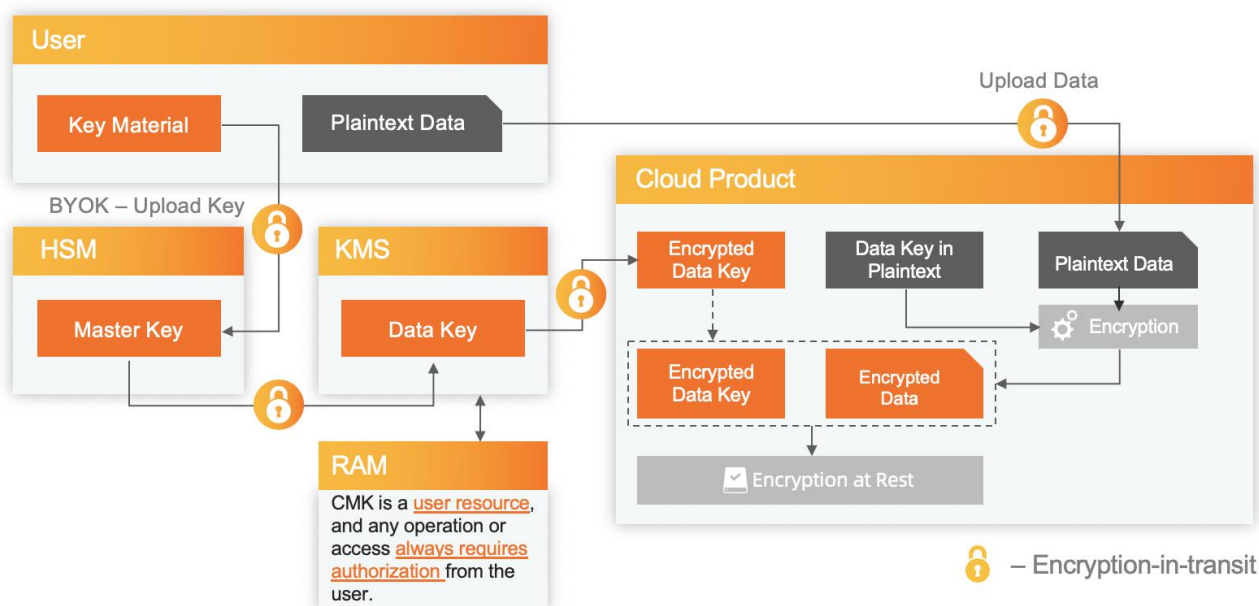 User
Key Material
Plaintext Data
Upload Data
BYOK – Upload Key
HSM
Master Key
KMS
Data Key
RAM
CMK is a user resource,
and any operation or
access always requires
authorization from the
user.
Cloud Product
Encrypted
Data Key
Data Key in
Plaintext
Plaintext Data
Encryption
Encrypted
Data Key
Encrypted
Data
Encryption at Rest
– Encryption-in-transit